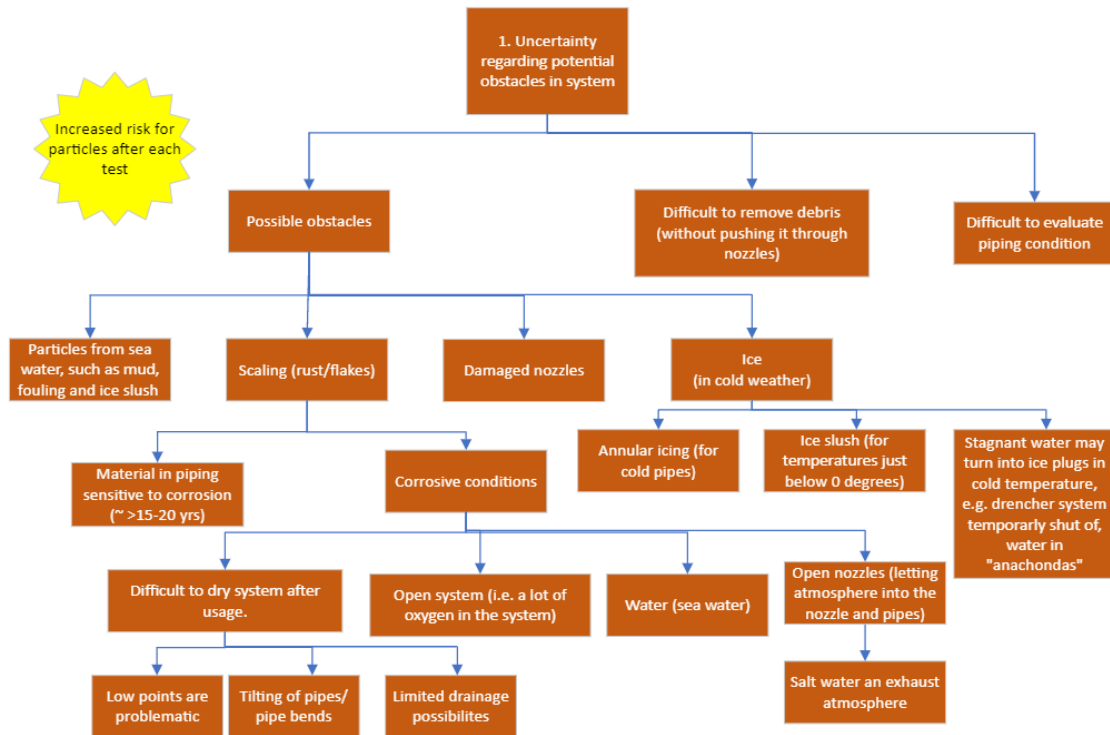 1. Uncertainty
regarding potential
obstacles in system
Increased risk for
particles after each
test
Possible obstacles
Difficult to remove debris
(without pushing it through
nozzles)
Difficult to evaluate
piping condition
Particles from sea
water, such as mud,
fouling and ice slush
Scaling (rust/flakes)
Damaged nozzles
Ice
(in cold weather)
Annular icing (for
cold pipes)
Ice slush (for
temperatures just
below 0 degrees)
Stagnant water may
turn into ice plugs in
cold temperature,
e.g. drencher system
temporarly shut of,
water in
"anachondas"
Material in piping
sensitive to corrosion
(~ >15-20 yrs)
Corrosive conditions
Difficult to dry system after
usage.
Open system (i.e. a lot of
oxygen in the system)
Water (sea water)
Open nozzles (letting
atmosphere into the
nozzle and pipes)
Low points are
problematic
Tilting of pipes/
pipe bends
Limited drainage
possibilites
Salt water an exhaust
atmosphere